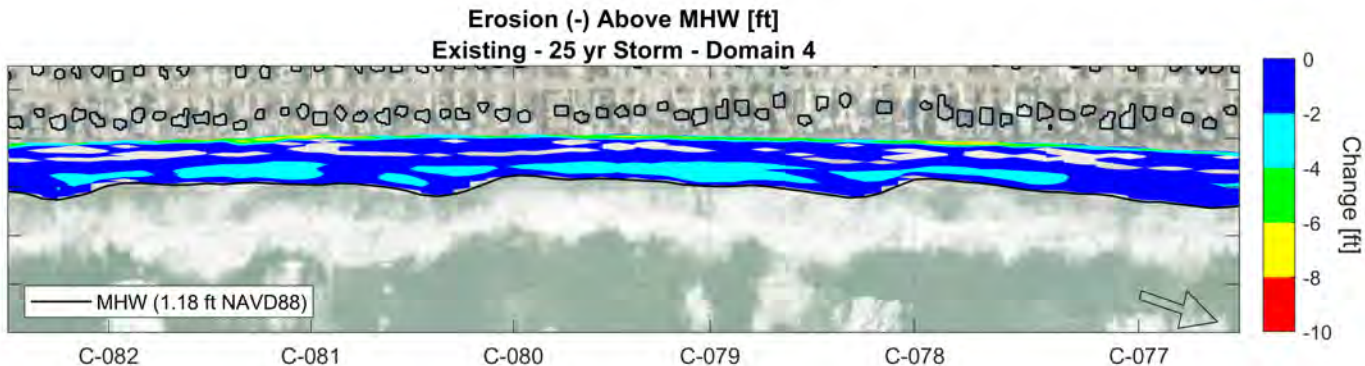 Erosion (-) Above MHW [ft]
Existing - 25 yr Storm - Domain 4
0
-2
-4
-6
-8
-10
Change [ft]
MHW (1.18 ft NAVD88)
C-082 C-081 C-080 C-079 C-078 C-077